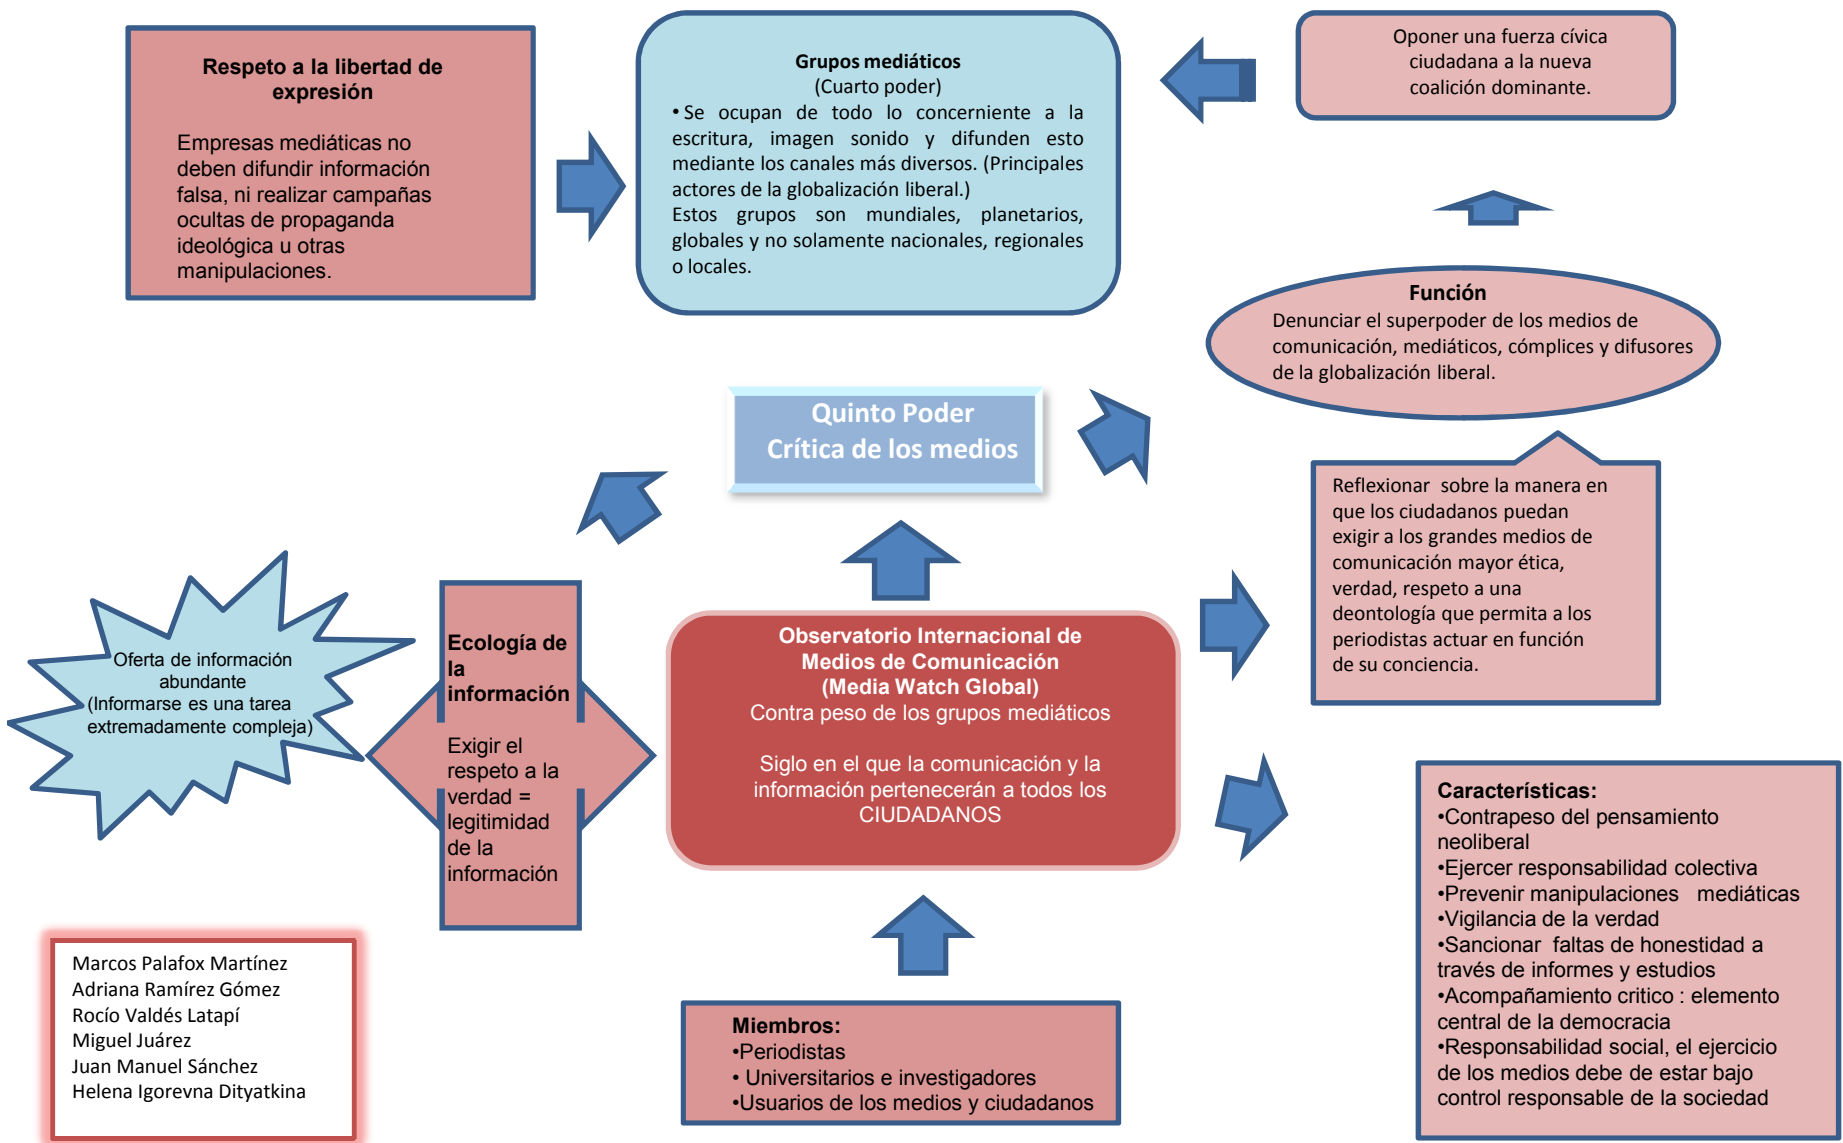 Respeto a la libertad de
expresión
Empresas mediáticas no
deben difundir información
falsa, ni realizar campañas
ocultas de propaganda
ideológica u otras
manipulaciones.
Grupos mediáticos
(Cuarto poder)
• Se ocupan de todo lo concerniente a la
escritura, imagen sonido y difunden esto
mediante los canales más diversos. (Principales
actores de la globalización liberal.)
Estos grupos son mundiales, planetarios,
globales y no solamente nacionales, regionales
o locales.
Oponer una fuerza cívica
ciudadana a la nueva
coalición dominante.
Función
Denunciar el superpoder de los medios de
comunicación, mediáticos, cómplices y difusores
de la globalización liberal.
Quinto Poder
Crítica de los medios
Reflexionar sobre la manera en
que los ciudadanos puedan
exigir a los grandes medios de
comunicación mayor ética,
verdad, respeto a una
deontología que permita a los
periodistas actuar en función
de su conciencia.
Oferta de información
abundante
(Informarse es una tarea
extremadamente compleja)
Ecología de
la
información
Exigir el
respeto a la
verdad =
legitimidad
de la
información
Observatorio Internacional de
Medios de Comunicación
(Media Watch Global)
Contra peso de los grupos mediáticos
Siglo en el que la comunicación y la
información pertenecerán a todos los
CIUDADANOS
Características:
•Contrapeso del pensamiento
neoliberal
•Ejercer responsabilidad colectiva
•Prevenir manipulaciones mediáticas
•Vigilancia de la verdad
•Sancionar faltas de honestidad a
través de informes y estudios
•Acompañamiento critico : elemento
central de la democracia
•Responsabilidad social, el ejercicio
de los medios debe de estar bajo
control responsable de la sociedad
Marcos Palafox Martínez
Adriana Ramírez Gómez
Rocío Valdés Latapí
Miguel Juárez
Juan Manuel Sánchez
Helena Igorevna Dityatkina
Miembros:
•Periodistas
• Universitarios e investigadores
•Usuarios de los medios y ciudadanos